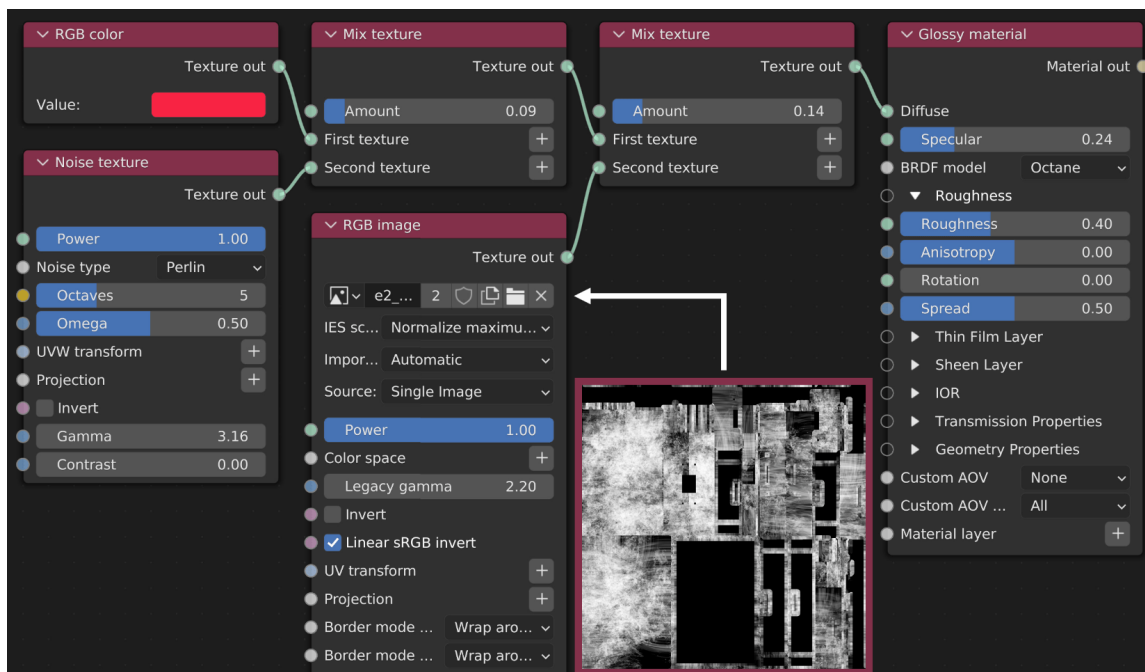 RGB color
Texture out
Value:
Noise texture
Texture out
Power 1.00
Noise type Perlin
Octaves 5
Omega 0.50
UVW transform
Projection
Invert
Gamma 3.16
Contrast 0.00
Mix texture
Texture out
Amount 0.09
First texture
Second texture
RGB image
Texture out
e2_... 2
IES sc... Normalize maximu...
Impor... Automatic
Source: Single Image
Power 1.00
Color space
Legacy gamma 2.20
Invert
Linear sRGB invert
UV transform
Projection
Border mode ... Wrap aro...
Border mode ... Wrap aro...
Mix texture
Texture out
Amount 0.14
First texture
Second texture
Glossy material
Material out
Diffuse
Specular 0.24
BRDF model Octane
Roughness
Roughness 0.40
Anisotropy 0.00
Rotation 0.00
Spread 0.50
Thin Film Layer
Sheen Layer
IOR
Transmission Properties
Geometry Properties
Custom AOV None
Custom AOV ... All
Material layer